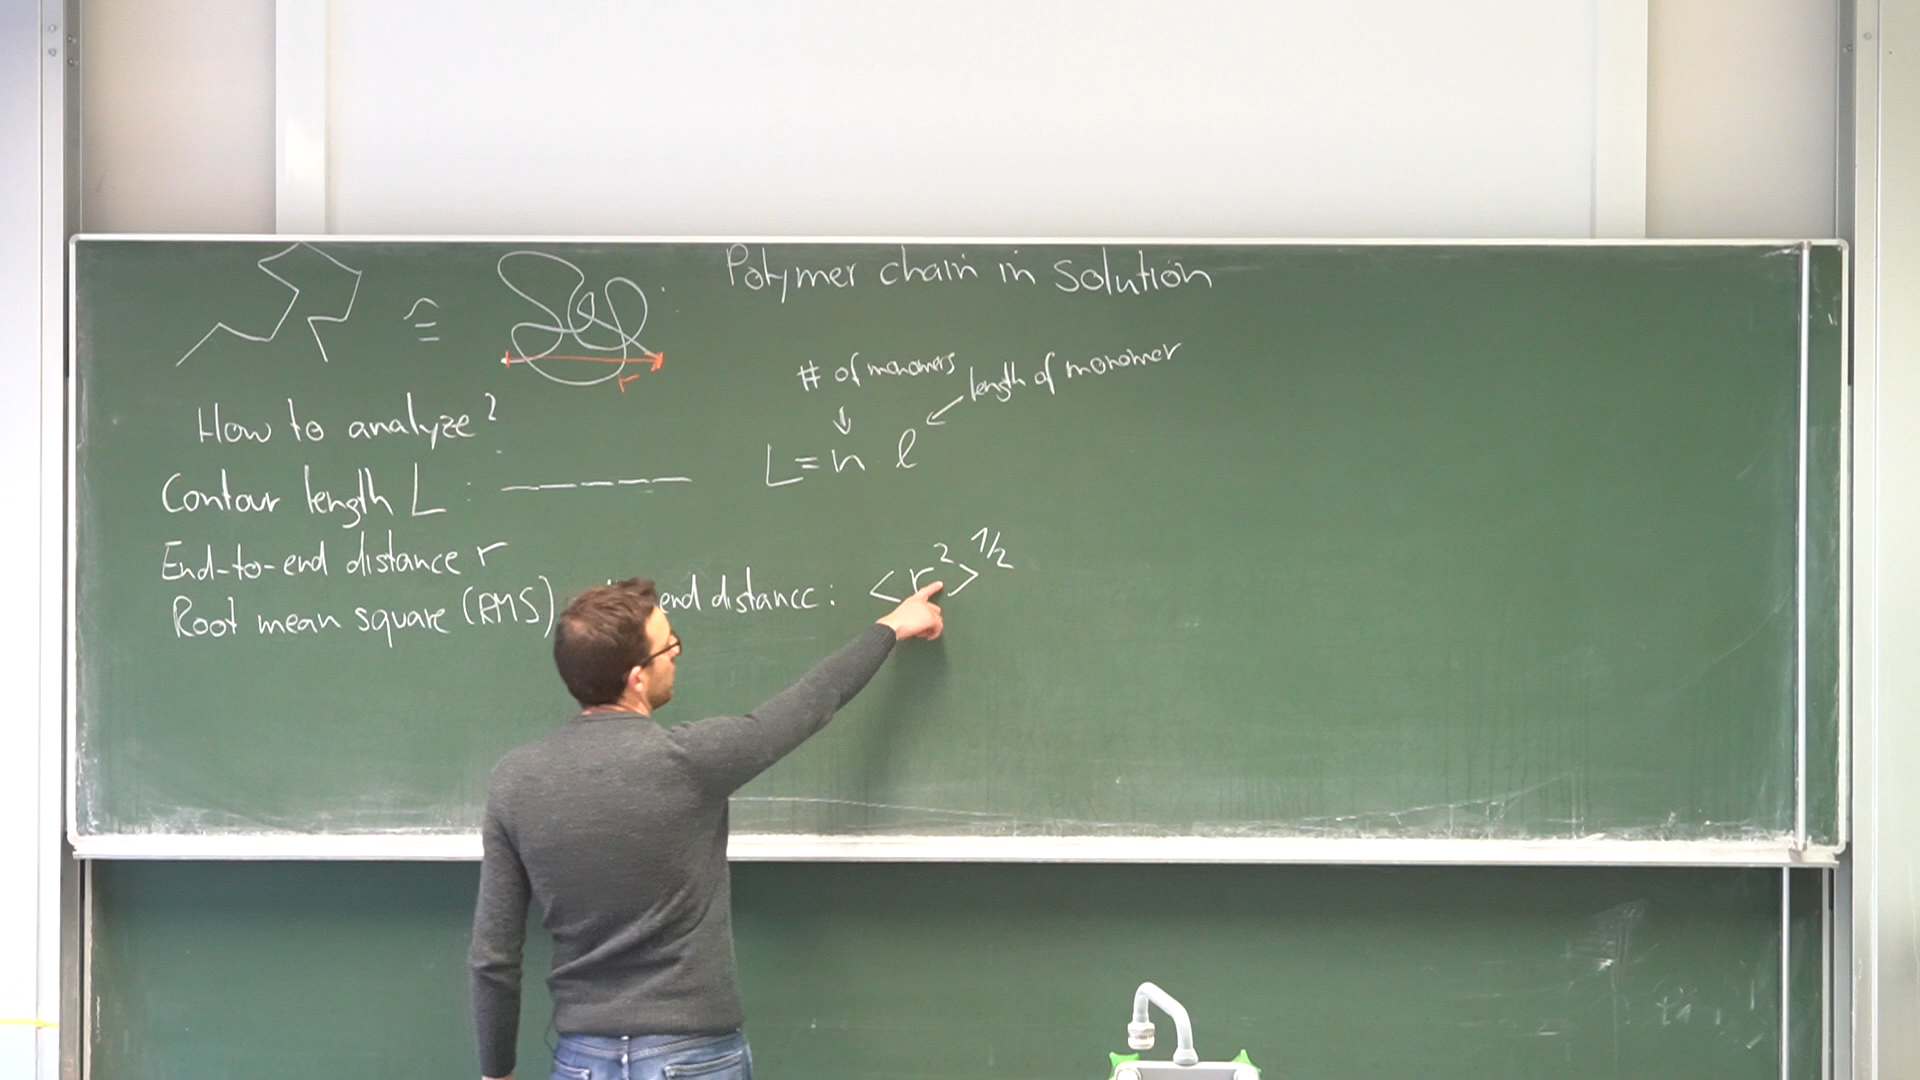 Polymer chain in solution
≅
r
# of monomers
length of monomer
How to analyze?
↓ ↙
L = n · l
Contour length L : — — — — —
End-to-end distance r
Root mean square (RMS) end distance: <r²>^1/2